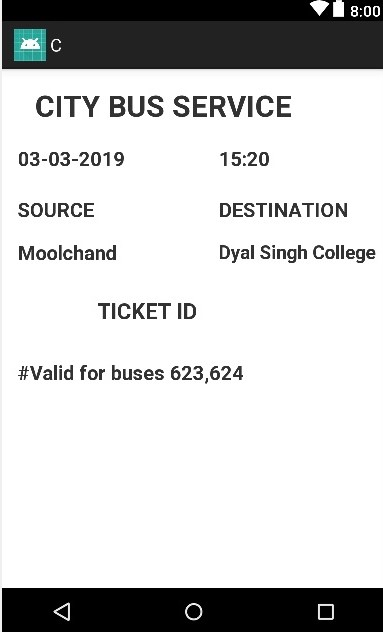 8:00
C
CITY BUS SERVICE
03-03-2019 15:20
SOURCE DESTINATION
Moolchand Dyal Singh College
TICKET ID
#Valid for buses 623,624